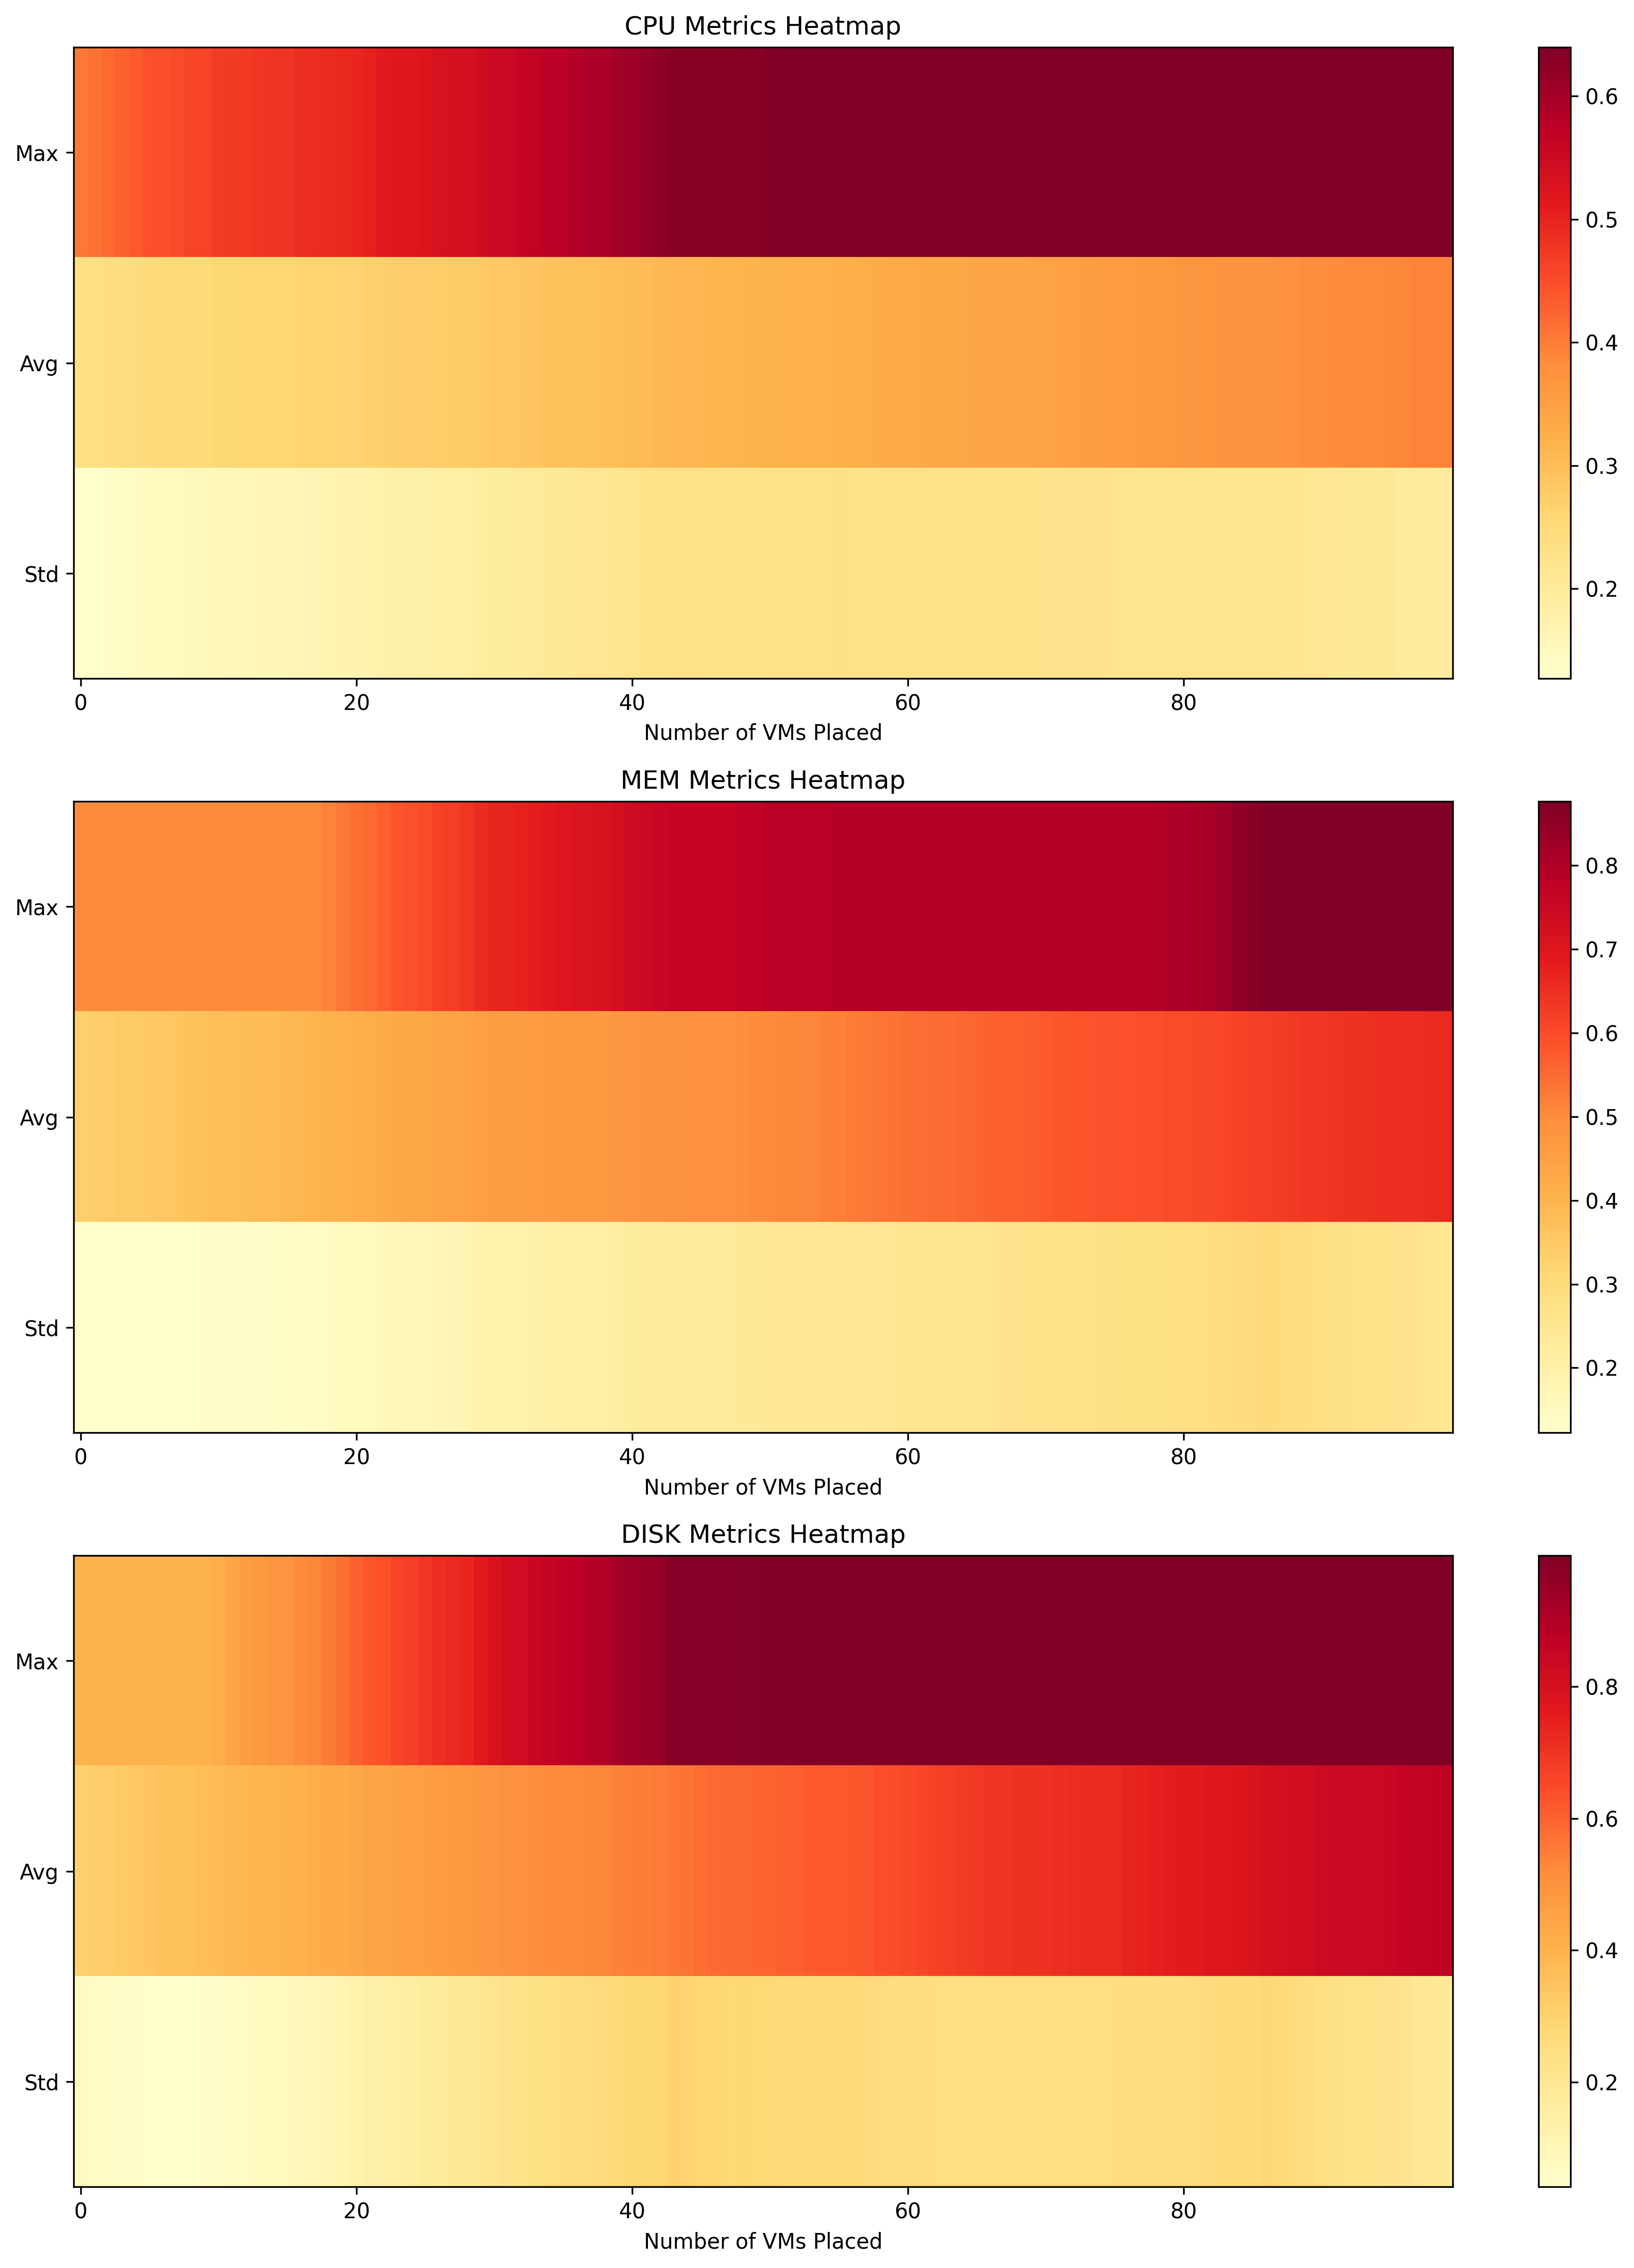 CPU Metrics Heatmap
Max
Avg
Std
0 20 40 60 80
Number of VMs Placed
0.6
0.5
0.4
0.3
0.2
MEM Metrics Heatmap
Max
Avg
Std
0 20 40 60 80
Number of VMs Placed
0.8
0.7
0.6
0.5
0.4
0.3
0.2
DISK Metrics Heatmap
Max
Avg
Std
0 20 40 60 80
Number of VMs Placed
0.8
0.6
0.4
0.2